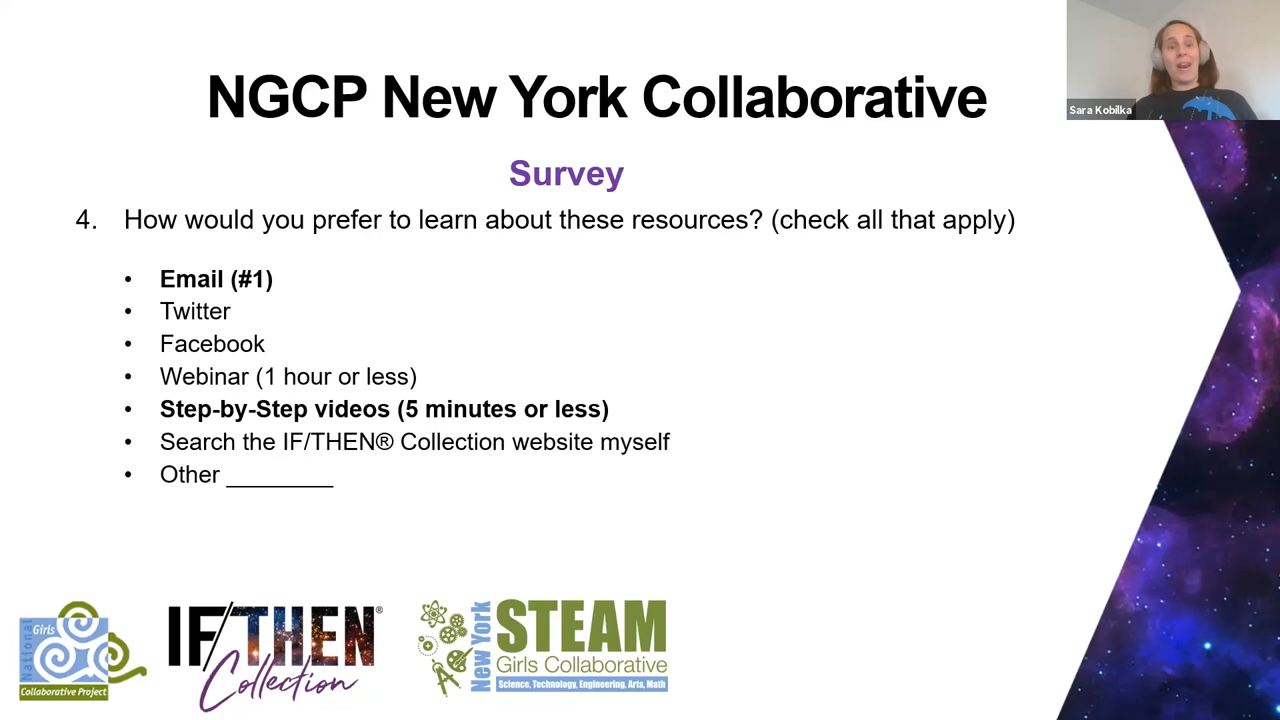 NGCP New York Collaborative
Sara Kobilka
Survey
4. How would you prefer to learn about these resources? (check all that apply)
• Email (#1)
• Twitter
• Facebook
• Webinar (1 hour or less)
• Step-by-Step videos (5 minutes or less)
• Search the IF/THEN® Collection website myself
• Other ________
National
Girls
Collaborative Project
IF/THEN®
Collection
New York
STEAM
Girls Collaborative
Science, Technology, Engineering, Arts, Math